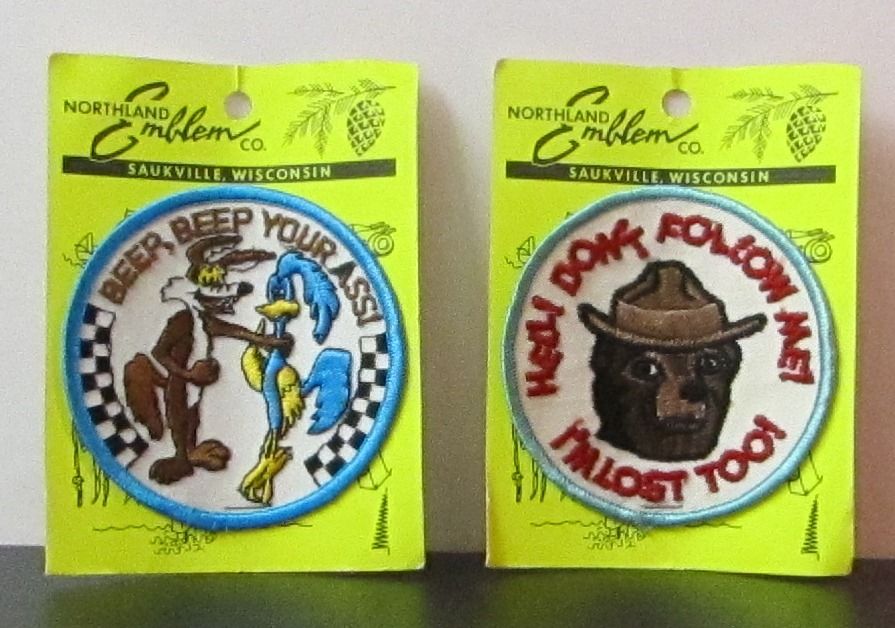 NORTHLAND
Emblem CO.
SAUKVILLE, WISCONSIN
BEEP, BEEP YOUR ASS!
NORTHLAND
Emblem CO.
SAUKVILLE, WISCONSIN
HELL! DON'T FOLLOW ME!
I'M LOST TOO!